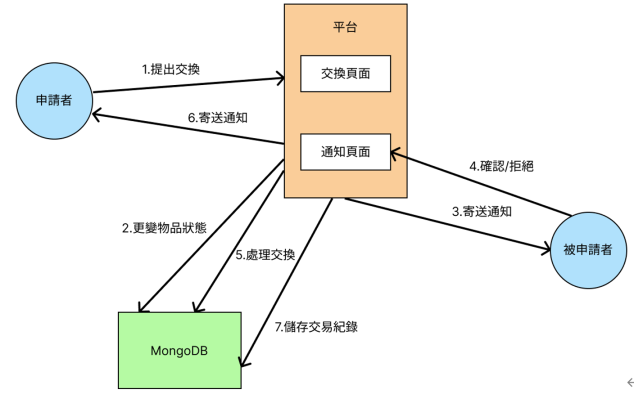 平台
1.提出交換
交換頁面
申請者
6.寄送通知
通知頁面
4.確認/拒絕
3.寄送通知
2.更變物品狀態
被申請者
5.處理交換
7.儲存交易紀錄
MongoDB